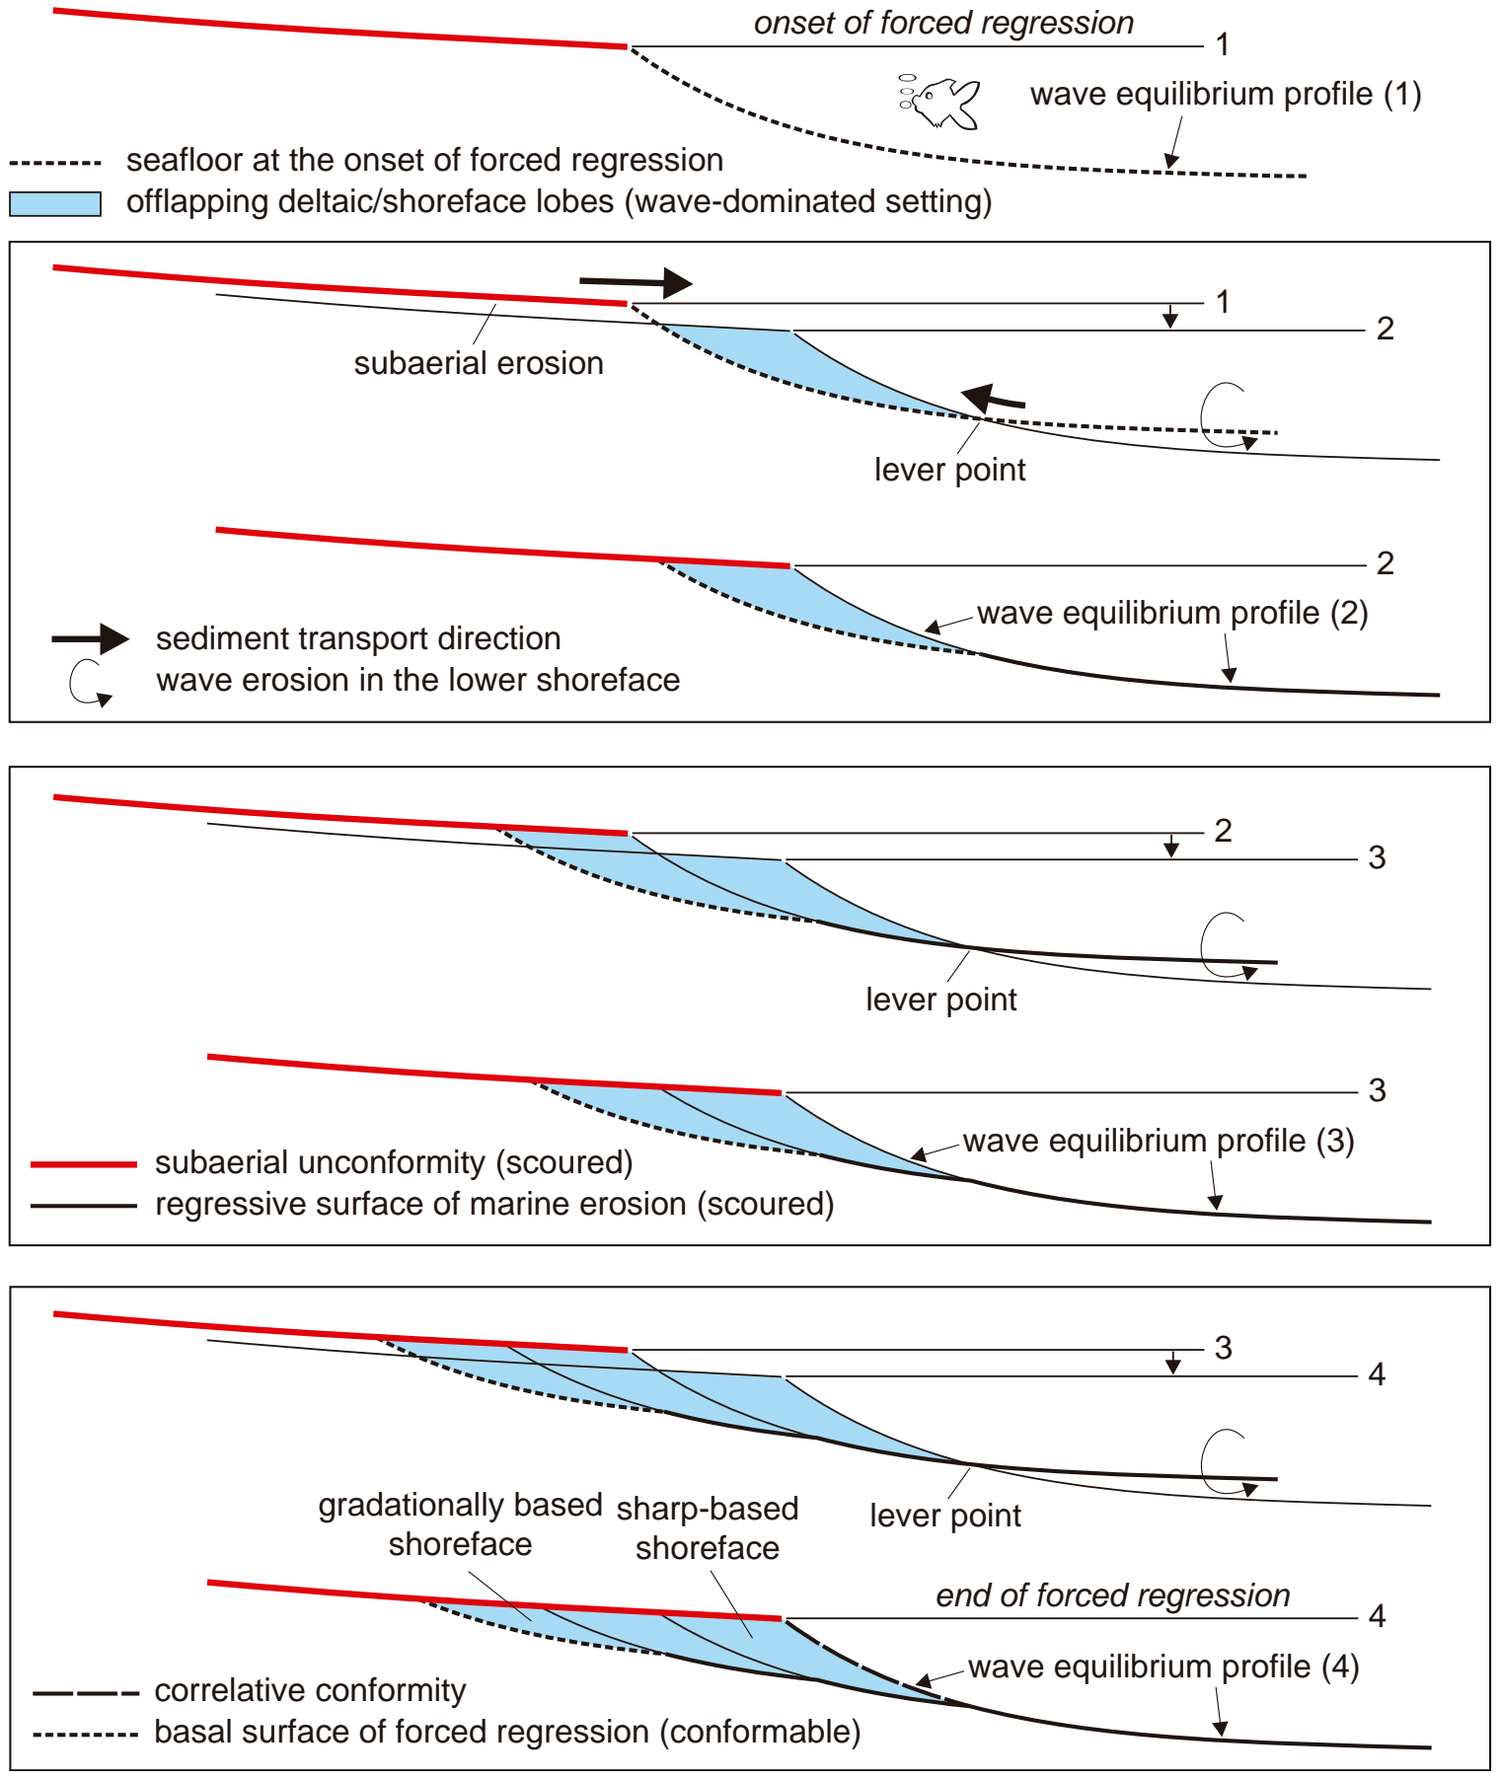 onset of forced regression
1
wave equilibrium profile (1)
seafloor at the onset of forced regression
offlapping deltaic/shoreface lobes (wave-dominated setting)
1
2
subaerial erosion
lever point
2
wave equilibrium profile (2)
sediment transport direction
wave erosion in the lower shoreface
2
3
lever point
3
wave equilibrium profile (3)
subaerial unconformity (scoured)
regressive surface of marine erosion (scoured)
3
4
lever point
gradationally based
shoreface
sharp-based
shoreface
end of forced regression
4
wave equilibrium profile (4)
correlative conformity
basal surface of forced regression (conformable)